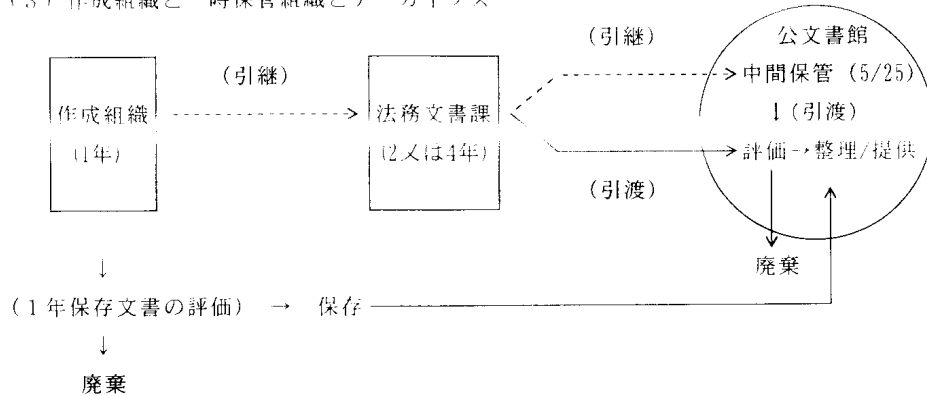 (引継)
公文書館
(引継)
中間保管 (5/25)
作成組織
法務文書課
(引渡)
(1年)
(2又は4年)
評価→整理/提供
(引渡)
廃棄
↓
(1年保存文書の評価) → 保存
↓
廃棄